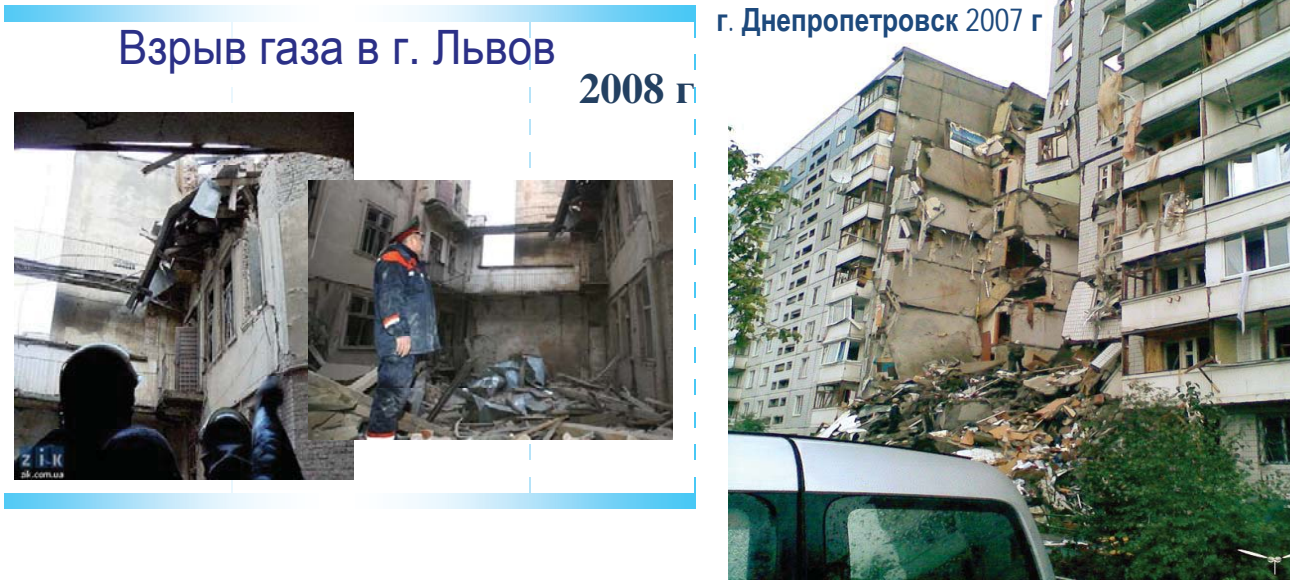 Взрыв газа в г. Львов
2008 г
zik
zik.com.ua
г. Днепропетровск 2007 г